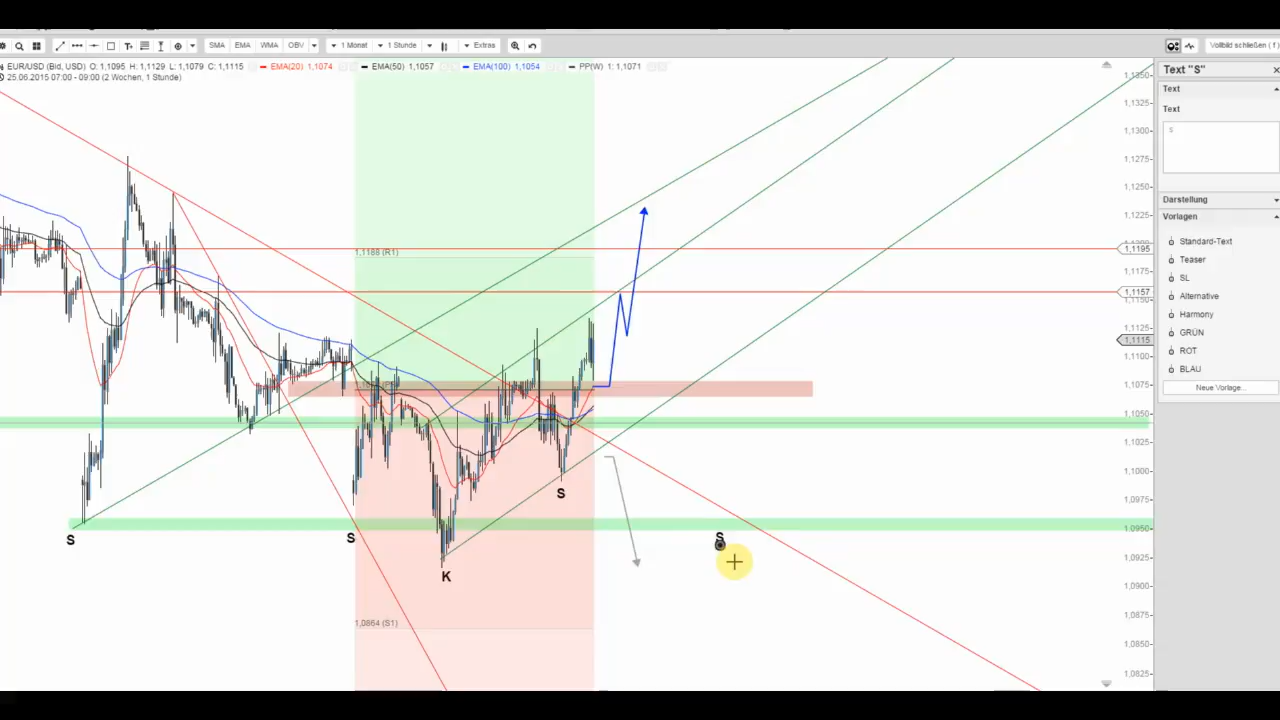 SMA EMA WMA OBV 1 Monat 1 Stunde Extras Vollbild schließen ( f )
EUR/USD (Bid, USD) O: 1,1095 H: 1,1129 L: 1,1079 C: 1,1115 EMA(20) 1,1074 EMA(50) 1,1057 EMA(100) 1,1054 PP(W) 1: 1,1071
25.06.2015 07:00 - 09:00 (2 Wochen, 1 Stunde)
Text "S"
Text
Text
S
Darstellung
Vorlagen
Standard-Text
Teaser
SL
Alternative
Harmony
GRÜN
ROT
BLAU
Neue Vorlage...
1,1350
1,1325
1,1300
1,1275
1,1250
1,1225
1,1195
1,1175
1,1157
1,1150
1,1125
1,1115
1,1100
1,1075
1,1050
1,1025
1,1000
1,0975
1,0950
1,0925
1,0900
1,0875
1,0850
1,0825
1,1188 (R1)
1,0864 (S1)
S
S
K
S
S